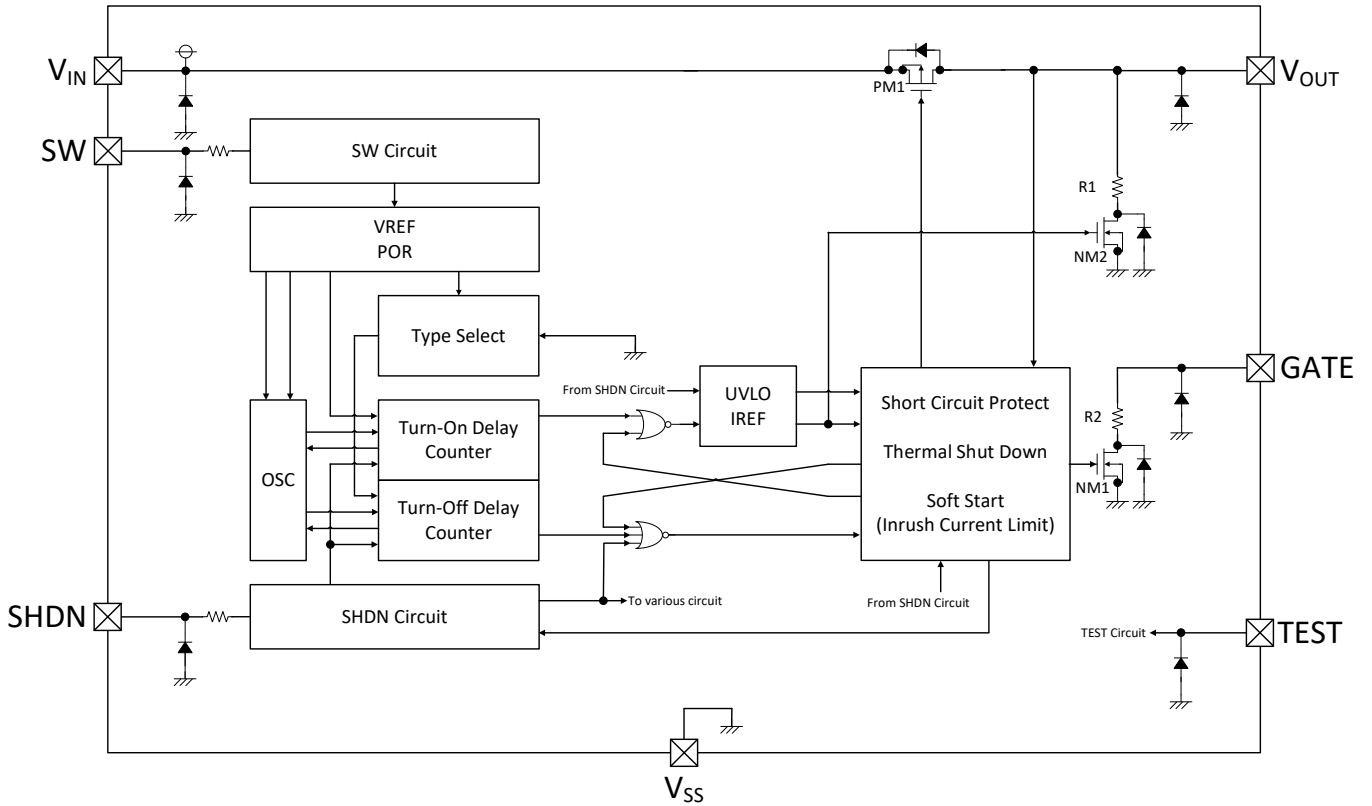 VIN
PM1
VOUT
SW
SW Circuit
R1
VREF
POR
NM2
Type Select
From SHDN Circuit
UVLO
IREF
GATE
Short Circuit Protect
R2
Turn-On Delay
Counter
Thermal Shut Down
OSC
NM1
Turn-Off Delay
Counter
Soft Start
(Inrush Current Limit)
SHDN
SHDN Circuit
To various circuit
From SHDN Circuit
TEST Circuit
TEST
VSS